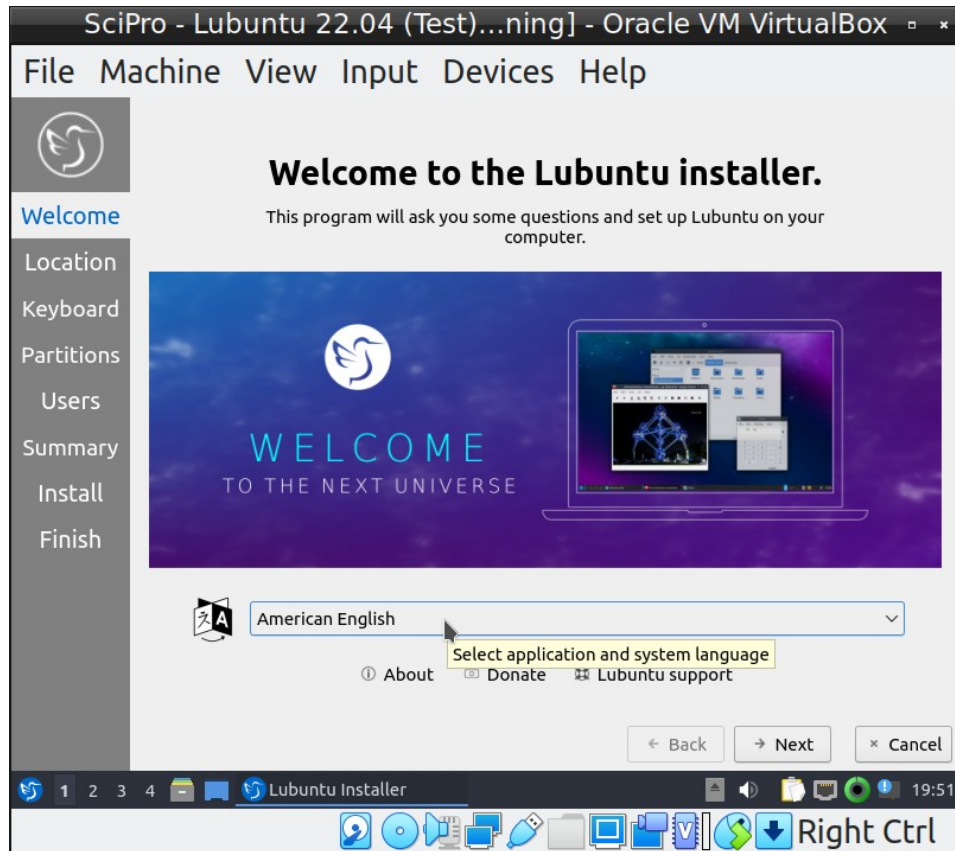 SciPro - Lubuntu 22.04 (Test)...ning] - Oracle VM VirtualBox
File Machine View Input Devices Help
Welcome to the Lubuntu installer.
This program will ask you some questions and set up Lubuntu on your
computer.
Welcome
Location
Keyboard
Partitions
Users
Summary
Install
Finish
WELCOME
TO THE NEXT UNIVERSE
American English
Select application and system language
About Donate Lubuntu support
Back Next Cancel
1 2 3 4 Lubuntu Installer 19:51
Right Ctrl